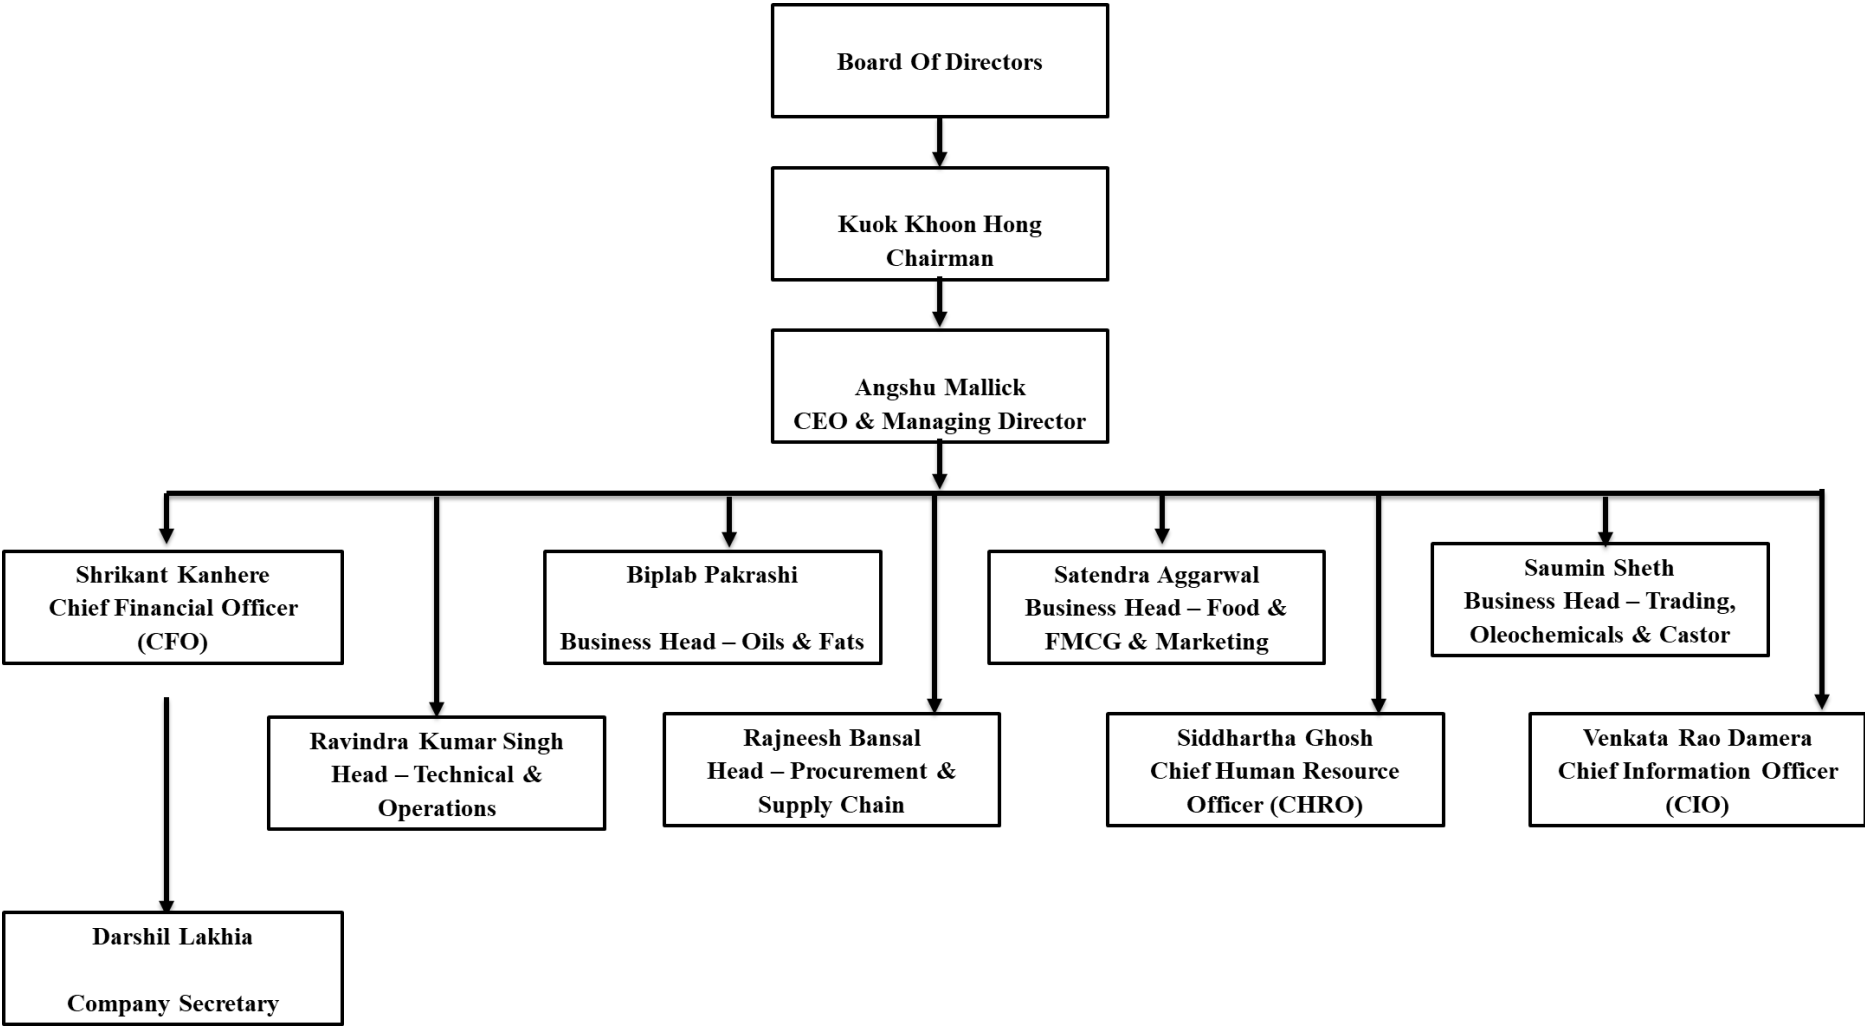 Board Of Directors
Kuok Khoon Hong
Chairman
Angshu Mallick
CEO & Managing Director
Shrikant Kanhere
Chief Financial Officer
(CFO)
Biplab Pakrashi
Business Head – Oils & Fats
Satendra Aggarwal
Business Head – Food &
FMCG & Marketing
Saumin Sheth
Business Head – Trading,
Oleochemicals & Castor
Ravindra Kumar Singh
Head – Technical &
Operations
Rajneesh Bansal
Head – Procurement &
Supply Chain
Siddhartha Ghosh
Chief Human Resource
Officer (CHRO)
Venkata Rao Damera
Chief Information Officer
(CIO)
Darshil Lakhia
Company Secretary